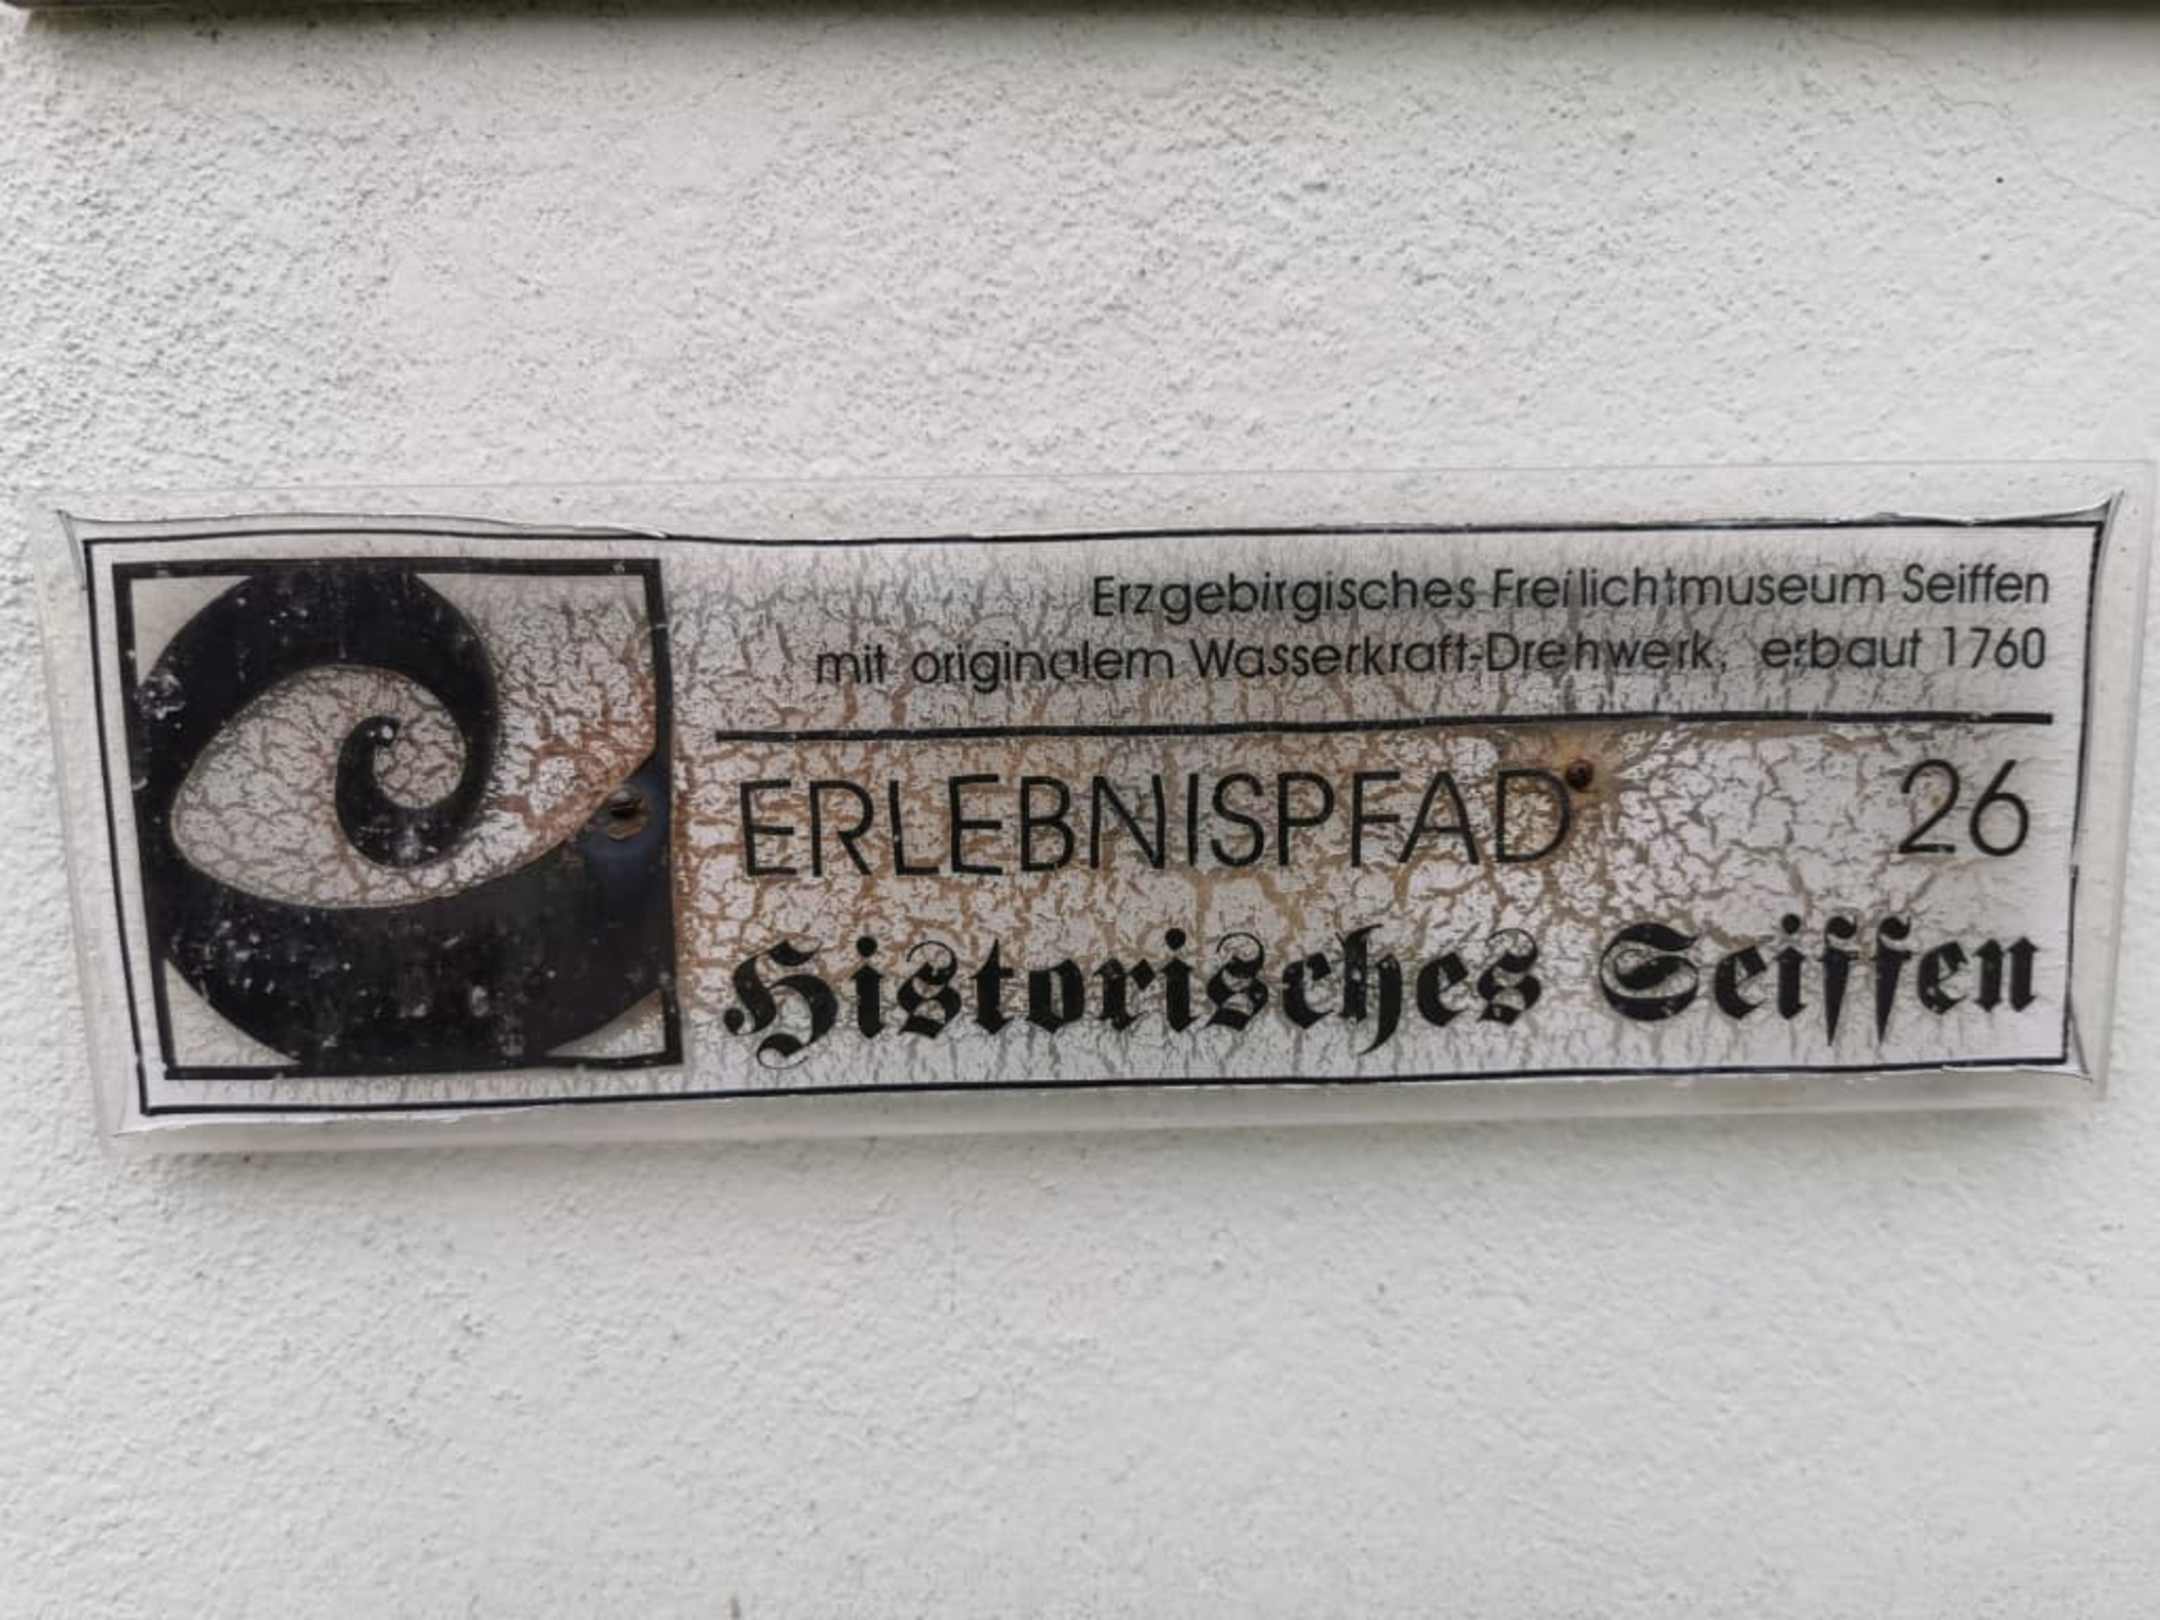 Erzgebirgisches Freilichtmuseum Seiffen
mit originalem Wasserkraft-Drehwerk, erbaut 1760
ERLEBNISPFAD 26
Historisches Seiffen